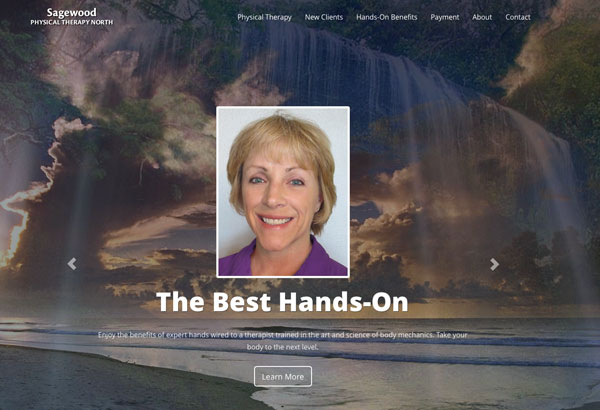 Sagewood
PHYSICAL THERAPY NORTH
Physical Therapy New Clients Hands-On Benefits Payment About Contact
The Best Hands-On
Enjoy the benefits of expert hands wired to a therapist trained in the art and science of body mechanics. Take your
body to the next level.
Learn More